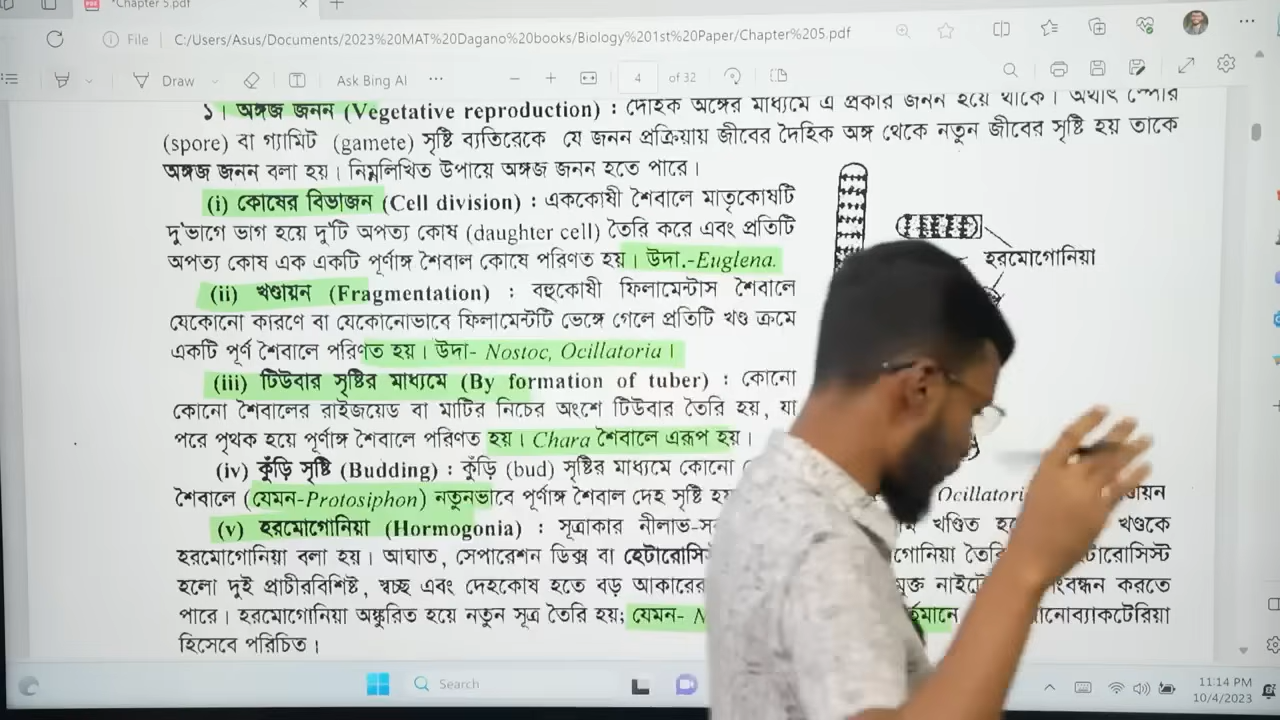 *Chapter 5.pdf
File C:/Users/Asus/Documents/2023%20MAT%20Dagano%20books/Biology%201st%20Paper/Chapter%205.pdf
Draw Ask Bing AI 4 of 32
১। অঙ্গজ জনন (Vegetative reproduction) : দৈহিক অঙ্গের মাধ্যমে এ প্রকার জনন হয়ে থাকে। অর্থাৎ স্পোর
(spore) বা গ্যামিট (gamete) সৃষ্টি ব্যতিরেকে যে জনন প্রক্রিয়ায় জীবের দৈহিক অঙ্গ থেকে নতুন জীবের সৃষ্টি হয় তাকে
অঙ্গজ জনন বলা হয়। নিম্নলিখিত উপায়ে অঙ্গজ জনন হতে পারে।
(i) কোষের বিভাজন (Cell division) : এককোষী শৈবালে মাতৃকোষটি
দু'ভাগে ভাগ হয়ে দু'টি অপত্য কোষ (daughter cell) তৈরি করে এবং প্রতিটি
অপত্য কোষ এক একটি পূর্ণাঙ্গ শৈবাল কোষে পরিণত হয়। উদা.-Euglena.
হরমোগোনিয়া
(ii) খণ্ডায়ন (Fragmentation) : বহুকোষী ফিলামেন্টাস শৈবালে
যেকোনো কারণে বা যেকোনোভাবে ফিলামেন্টটি ভেঙ্গে গেলে প্রতিটি খণ্ড ক্রমে
একটি পূর্ণ শৈবালে পরিণত হয়। উদা- Nostoc, Ocillatoria।
(iii) টিউবার সৃষ্টির মাধ্যমে (By formation of tuber) : কোনো
কোনো শৈবালের রাইজয়েড বা মাটির নিচের অংশে টিউবার তৈরি হয়, যা
পরে পৃথক হয়ে পূর্ণাঙ্গ শৈবালে পরিণত হয়। Chara শৈবালে এরূপ হয়।
(iv) কুঁড়ি সৃষ্টি (Budding) : কুঁড়ি (bud) সৃষ্টির মাধ্যমে কোনো
শৈবালে (যেমন-Protosiphon) নতুনভাবে পূর্ণাঙ্গ শৈবাল দেহ সৃষ্টি
(v) হরমোগোনিয়া (Hormogonia) : সূত্রাকার খণ্ডিত খণ্ডকে
হরমোগোনিয়া বলা হয়। আঘাত, সেপারেশন ডিস্ক বা
হলো দুই প্রাচীরবিশিষ্ট, স্বচ্ছ এবং দেহকোষ হতে বড় আকারের করতে
পারে। হরমোগোনিয়া অঙ্কুরিত হয়ে নতুন সূত্র তৈরি হয়; যেমন-
হিসেবে পরিচিত।
Search
11:14 PM
10/4/2023